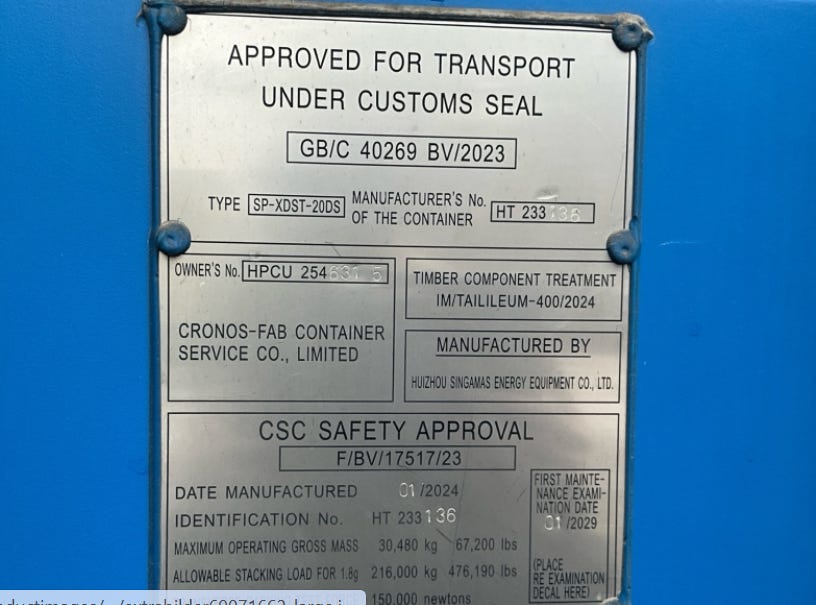 APPROVED FOR TRANSPORT
UNDER CUSTOMS SEAL
GB/C 40269 BV/2023
TYPE SP-XDST-20DS MANUFACTURER'S No. OF THE CONTAINER HT 233136
OWNER'S No. HPCU 254631 5
CRONOS-FAB CONTAINER
SERVICE CO., LIMITED
TIMBER COMPONENT TREATMENT
IM/TAILILEUM-400/2024
MANUFACTURED BY
HUIZHOU SINGAMAS ENERGY EQUIPMENT CO., LTD.
CSC SAFETY APPROVAL
F/BV/17517/23
DATE MANUFACTURED 01/2024
IDENTIFICATION No. HT 233136
MAXIMUM OPERATING GROSS MASS 30,480 kg 67,200 lbs
ALLOWABLE STACKING LOAD FOR 1.8g 216,000 kg 476,190 lbs
150,000 newtons
FIRST MAINTE-
NANCE EXAMI-
NATION DATE
01/2029
(PLACE
RE EXAMINATION
DECAL HERE)